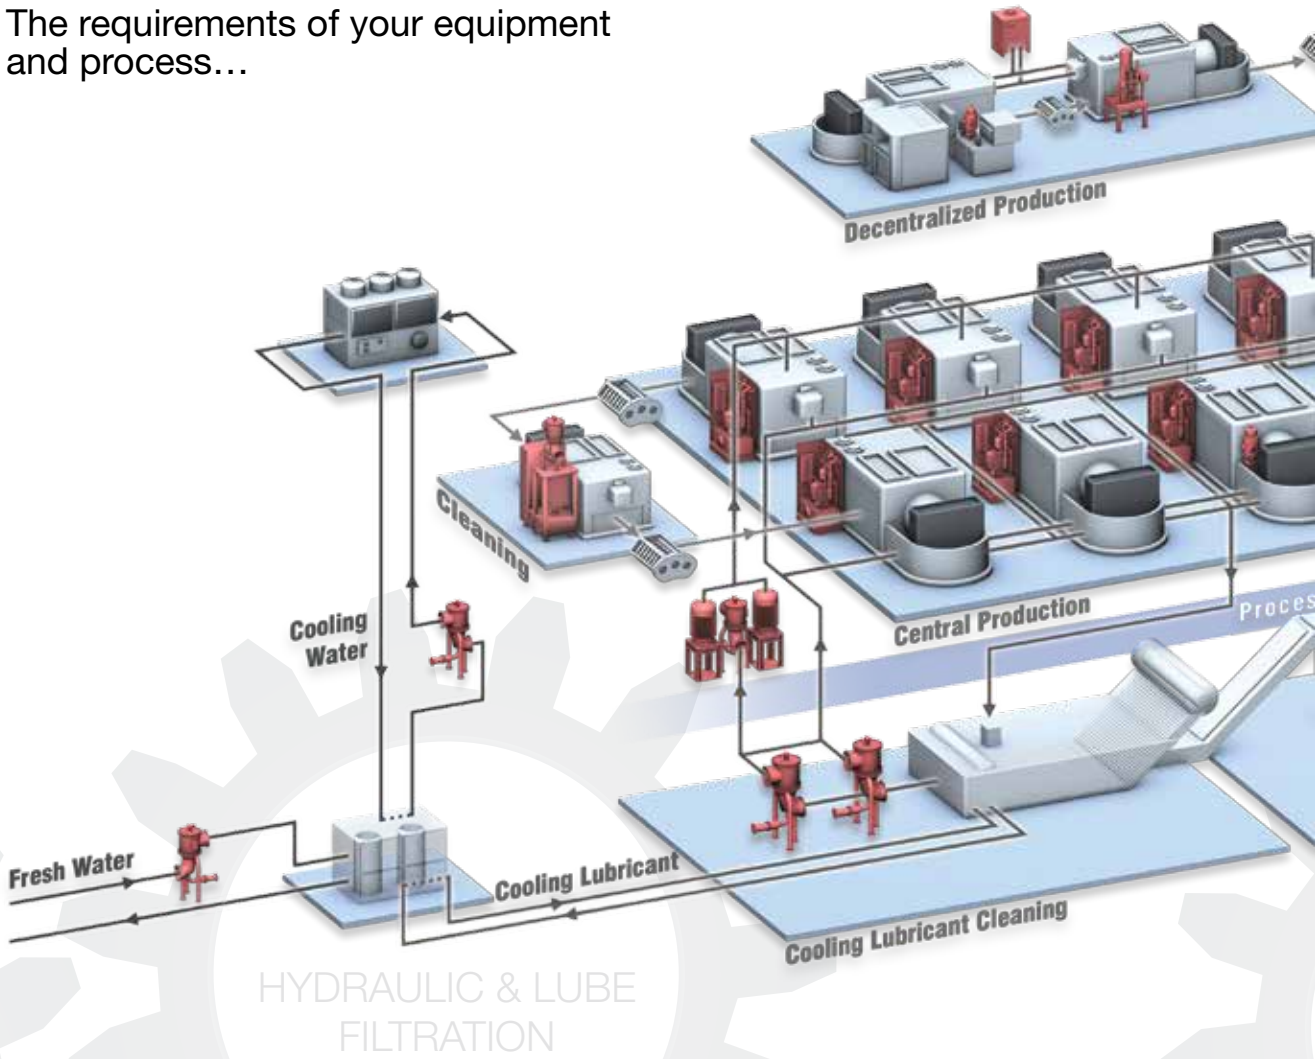 The requirements of your equipment
and process…
Decentralized Production
Cleaning
Central Production
Cooling
Water
Fresh Water
Cooling Lubricant
Cooling Lubricant Cleaning
HYDRAULIC & LUBE
FILTRATION